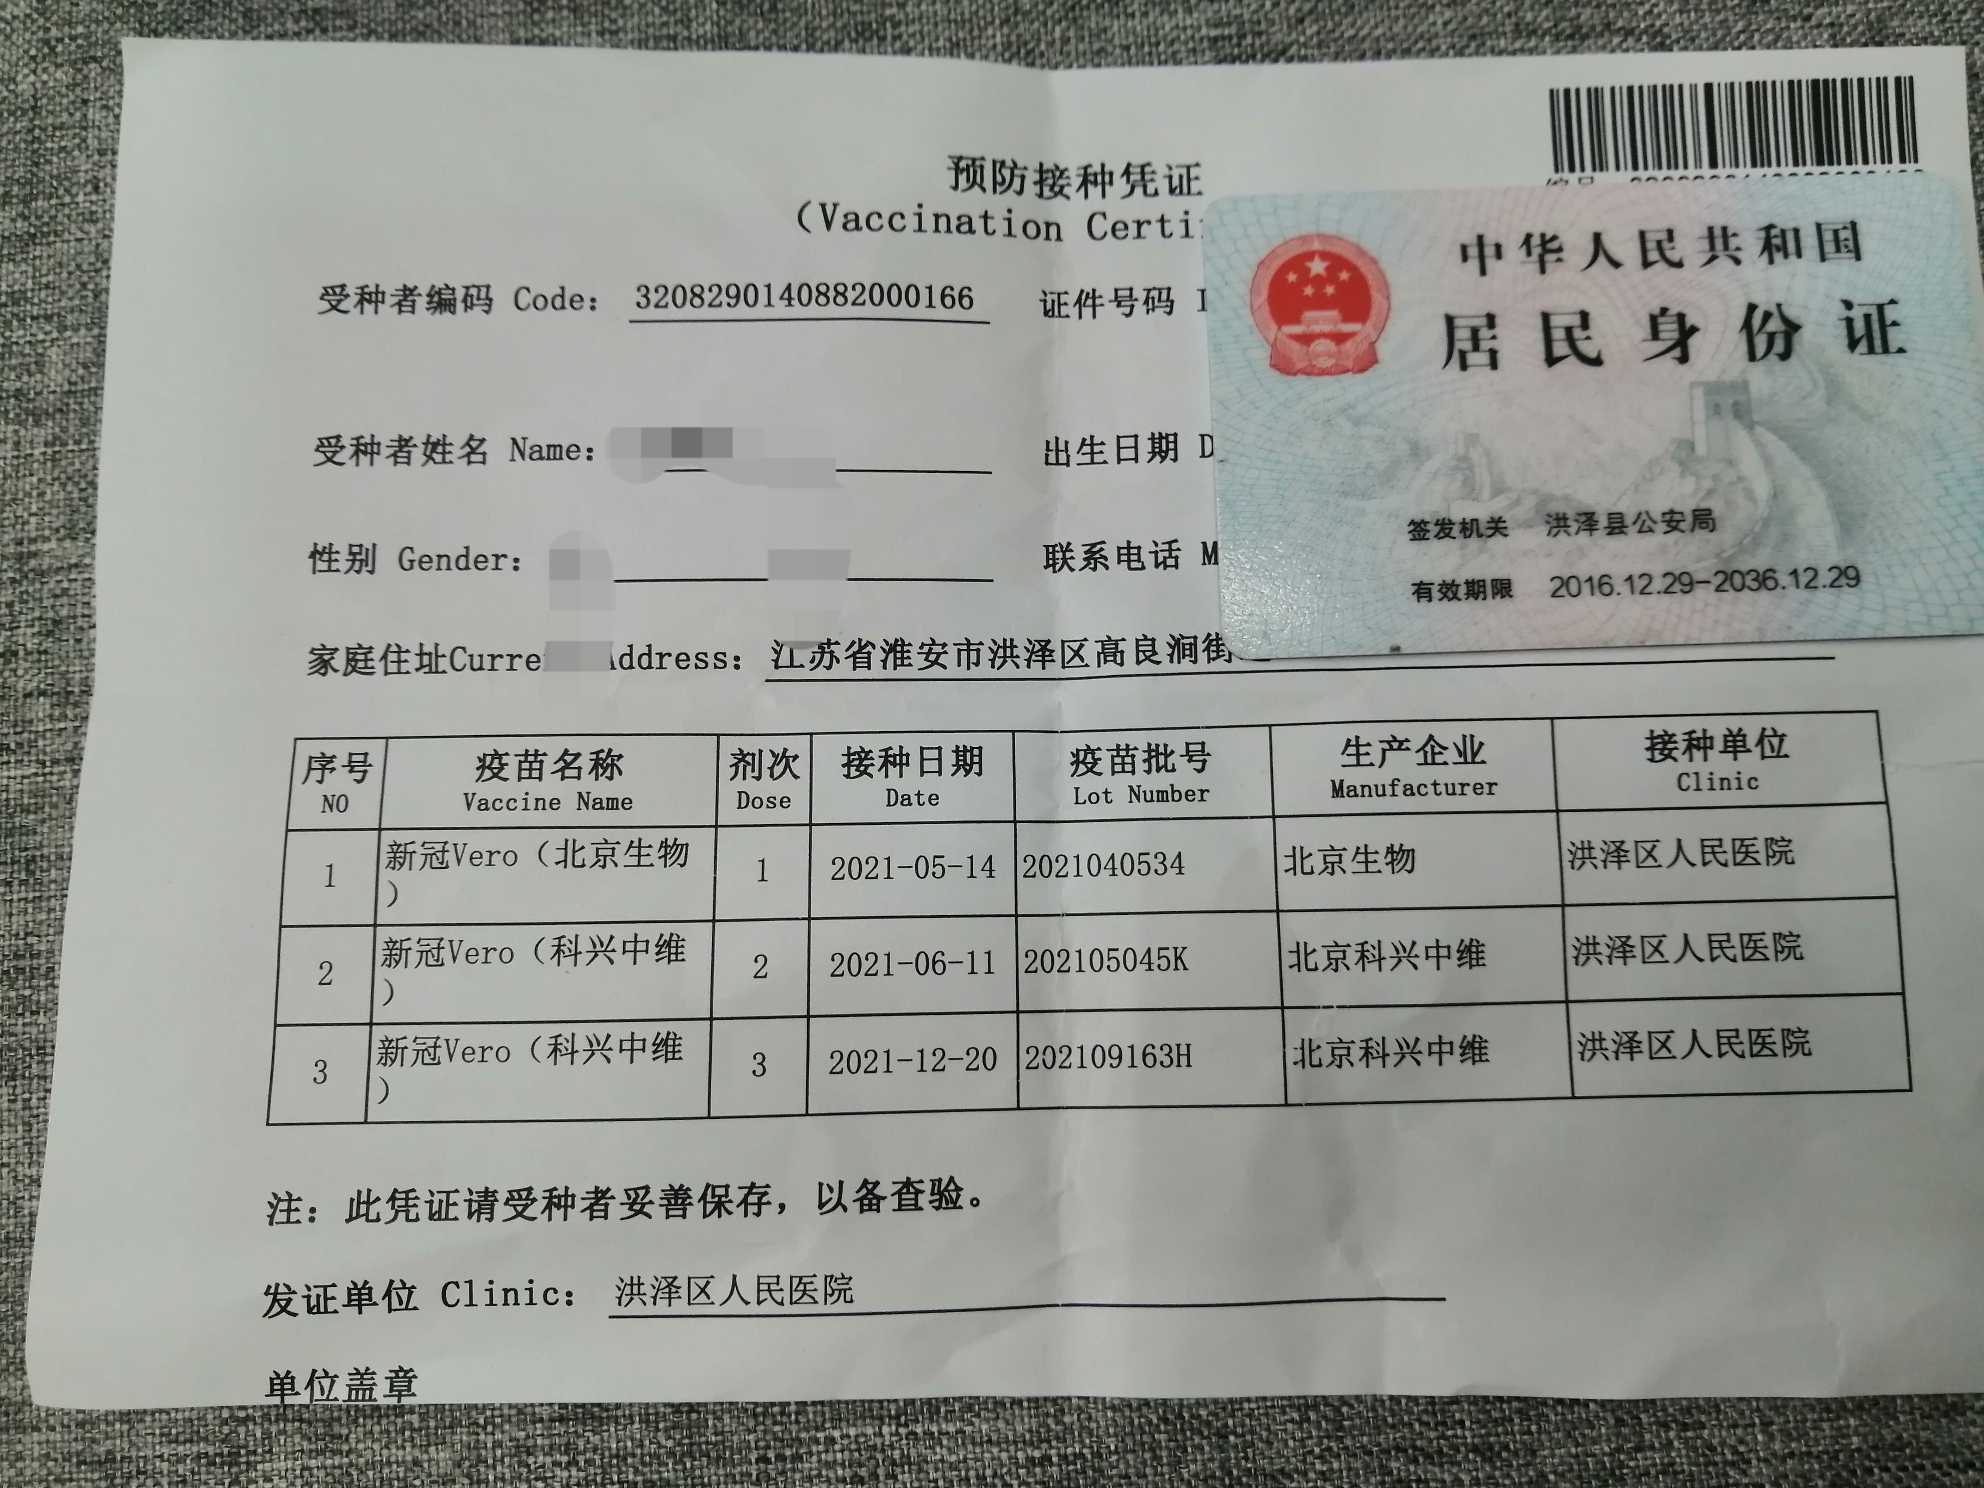 预防接种凭证
(Vaccination Certi
受种者编码 Code: 3208290140882000166 证件号码
受种者姓名 Name: 出生日期 D
性别 Gender: 联系电话 M
家庭住址Curre Address: 江苏省淮安市洪泽区高良涧街
中华人民共和国
居民身份证
签发机关 洪泽县公安局
有效期限 2016.12.29-2036.12.29
序号 疫苗名称 剂次 接种日期 疫苗批号 生产企业 接种单位
NO Vaccine Name Dose Date Lot Number Manufacturer Clinic
1 新冠Vero（北京生物 1 2021-05-14 2021040534 北京生物 洪泽区人民医院
）
2 新冠Vero（科兴中维 2 2021-06-11 202105045K 北京科兴中维 洪泽区人民医院
）
3 新冠Vero（科兴中维 3 2021-12-20 202109163H 北京科兴中维 洪泽区人民医院
）
注：此凭证请受种者妥善保存，以备查验。
发证单位 Clinic: 洪泽区人民医院
单位盖章